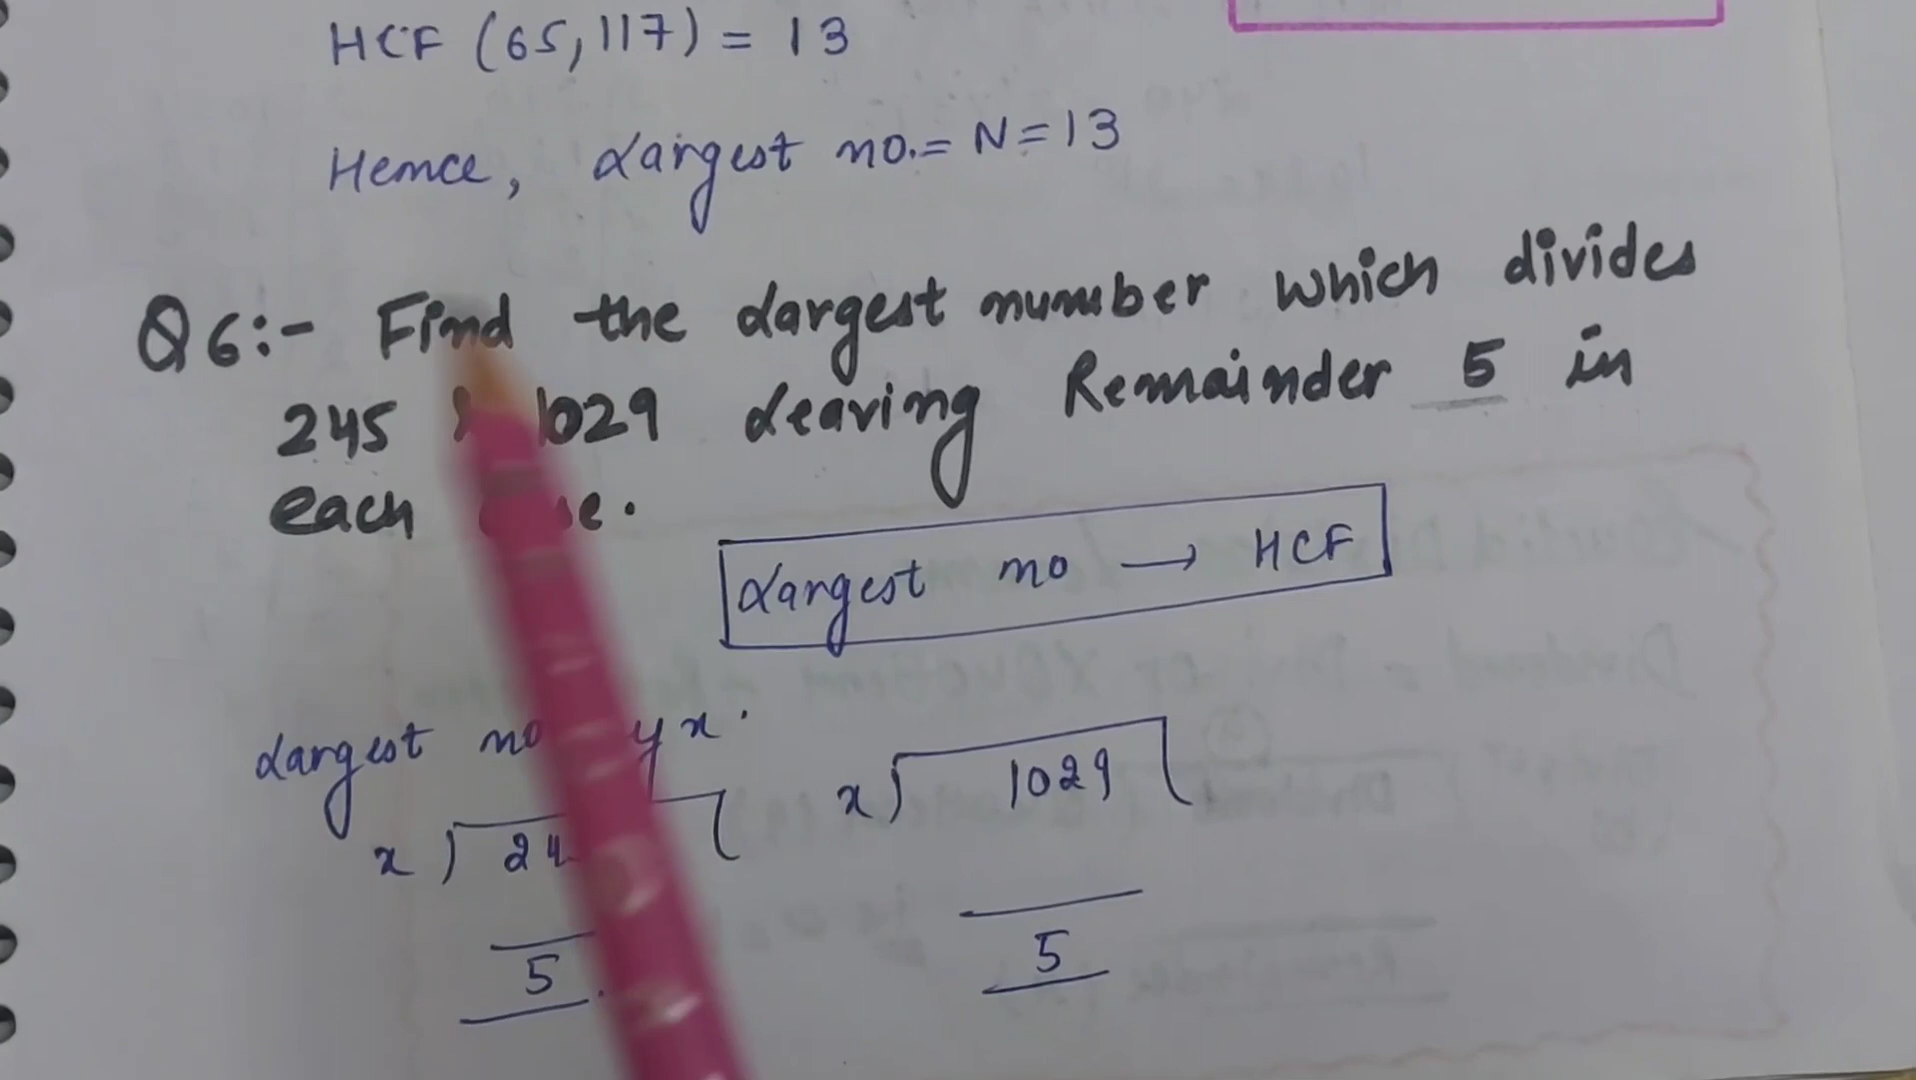 HCF (65,117) = 13
Hence, Largest no.= N=13
Q6:- Find the Largest number which divides
245 1029 Leaving Remainder 5 in
each
Largest no → HCF
Largest no x.
x) 24 x) 1029
5 5